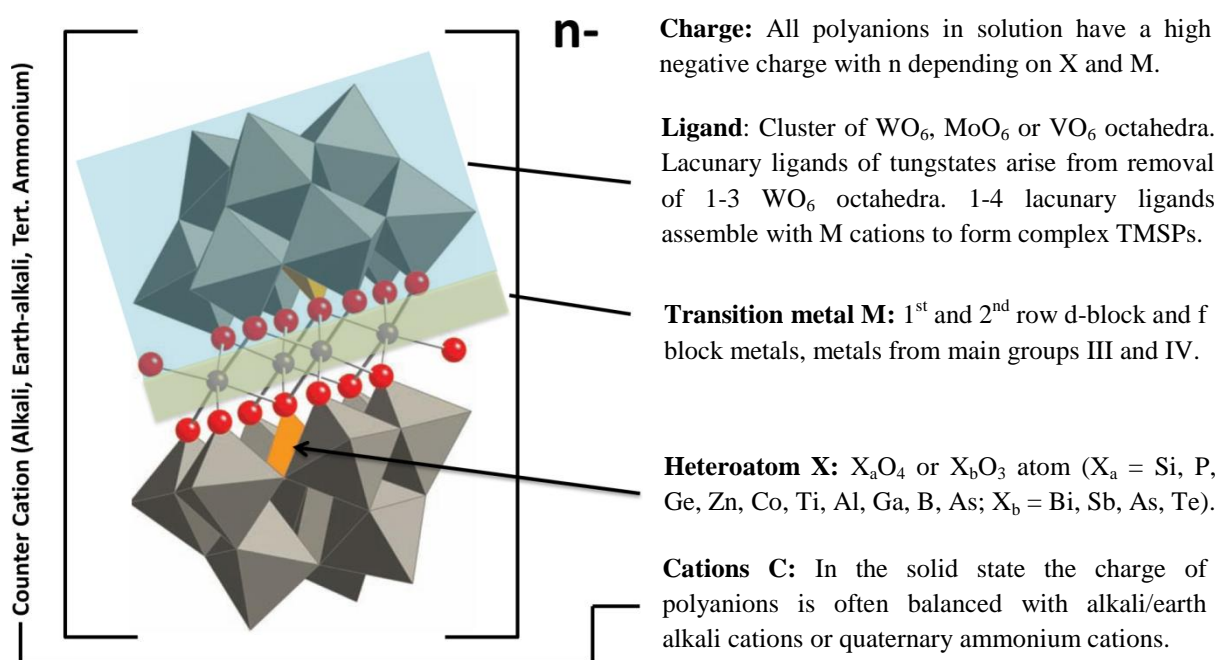 Counter Cation (Alkali, Earth-alkali, Tert. Ammonium)
n-
Charge: All polyanions in solution have a high
negative charge with n depending on X and M.
Ligand: Cluster of WO₆, MoO₆ or VO₆ octahedra.
Lacunary ligands of tungstates arise from removal
of 1-3 WO₆ octahedra. 1-4 lacunary ligands
assemble with M cations to form complex TMSPs.
Transition metal M: 1ˢᵗ and 2ⁿᵈ row d-block and f
block metals, metals from main groups III and IV.
Heteroatom X: XₐO₄ or X_bO₃ atom (Xₐ = Si, P,
Ge, Zn, Co, Ti, Al, Ga, B, As; X_b = Bi, Sb, As, Te).
Cations C: In the solid state the charge of
polyanions is often balanced with alkali/earth
alkali cations or quaternary ammonium cations.